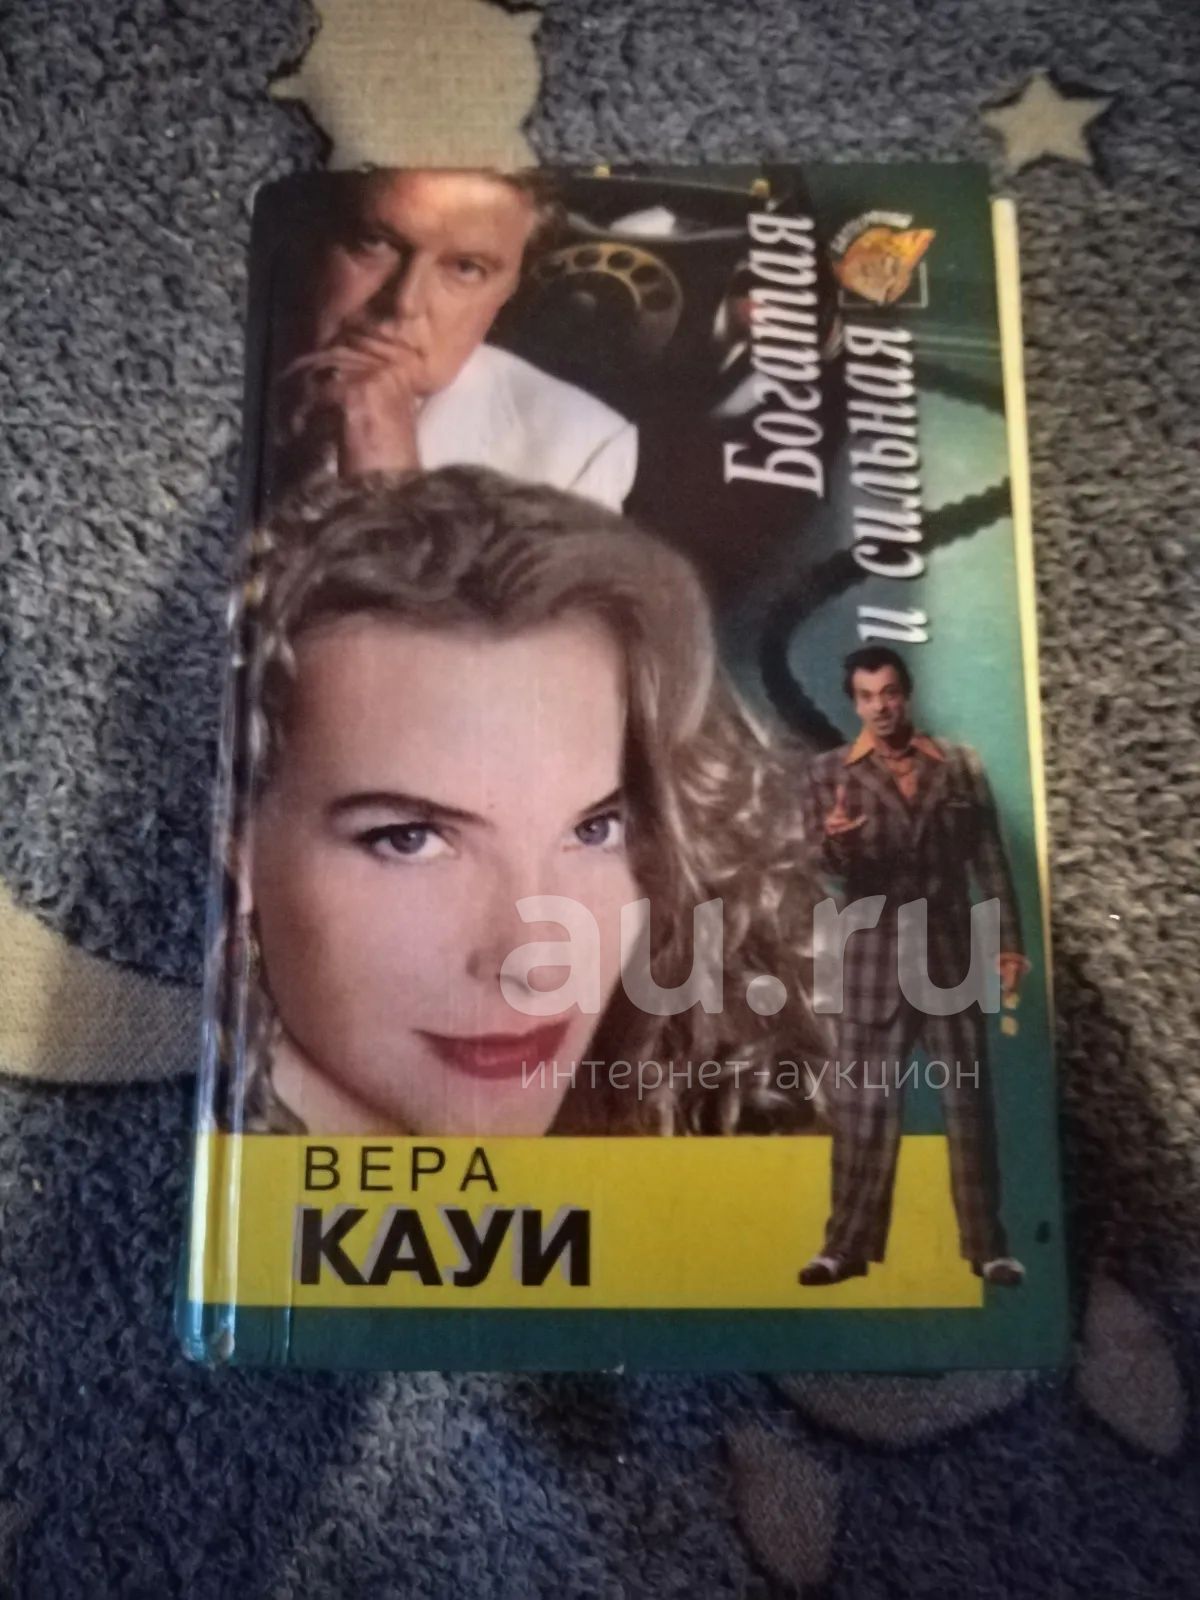 Богатая
и сильная
au.ru
интернет-аукцион
ВЕРА
КАУИ